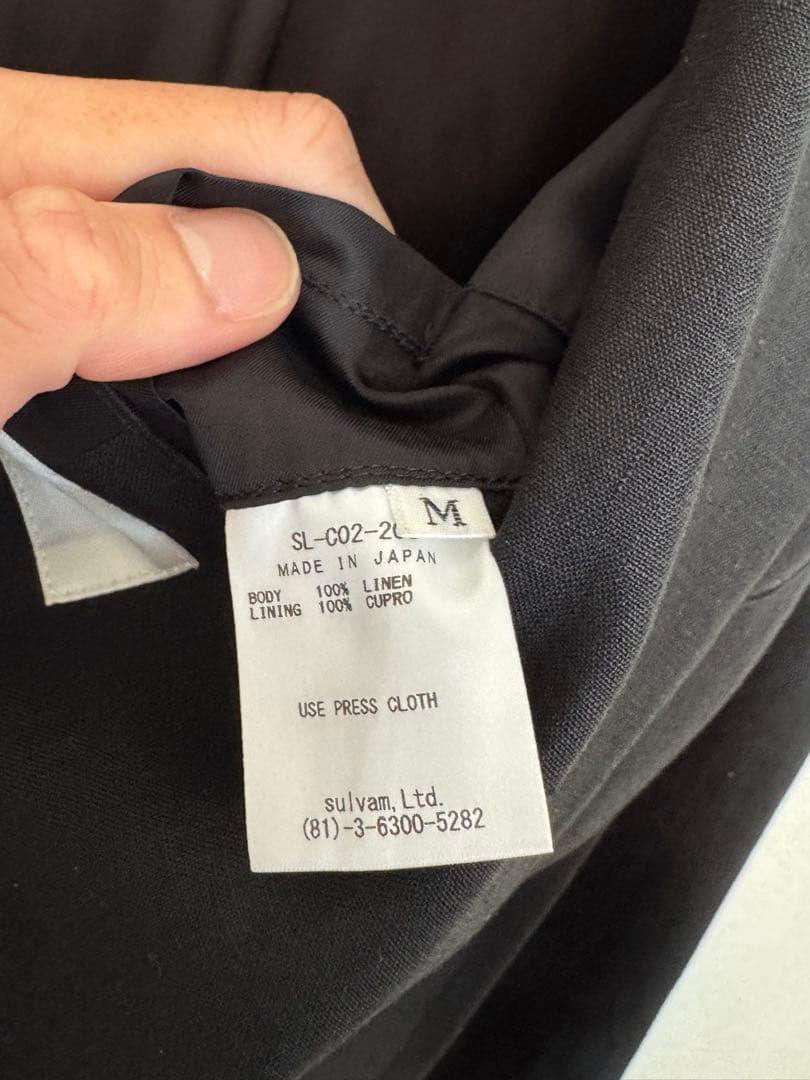 M
SL-C02-2
MADE IN JAPAN
BODY 100% LINEN
LINING 100% CUPRO
USE PRESS CLOTH
sulvam, Ltd.
(81)-3-6300-5282